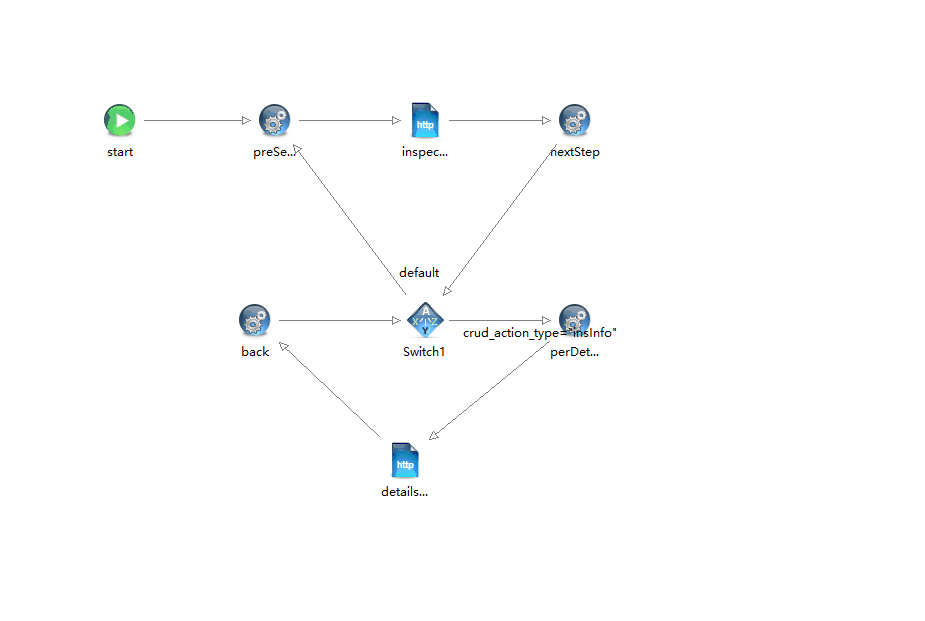 http
start
preSe...
inspec...
nextStep
default
A
X
Z
Y
crud_action_type="insInfo"
back
Switch1
perDet...
http
details...